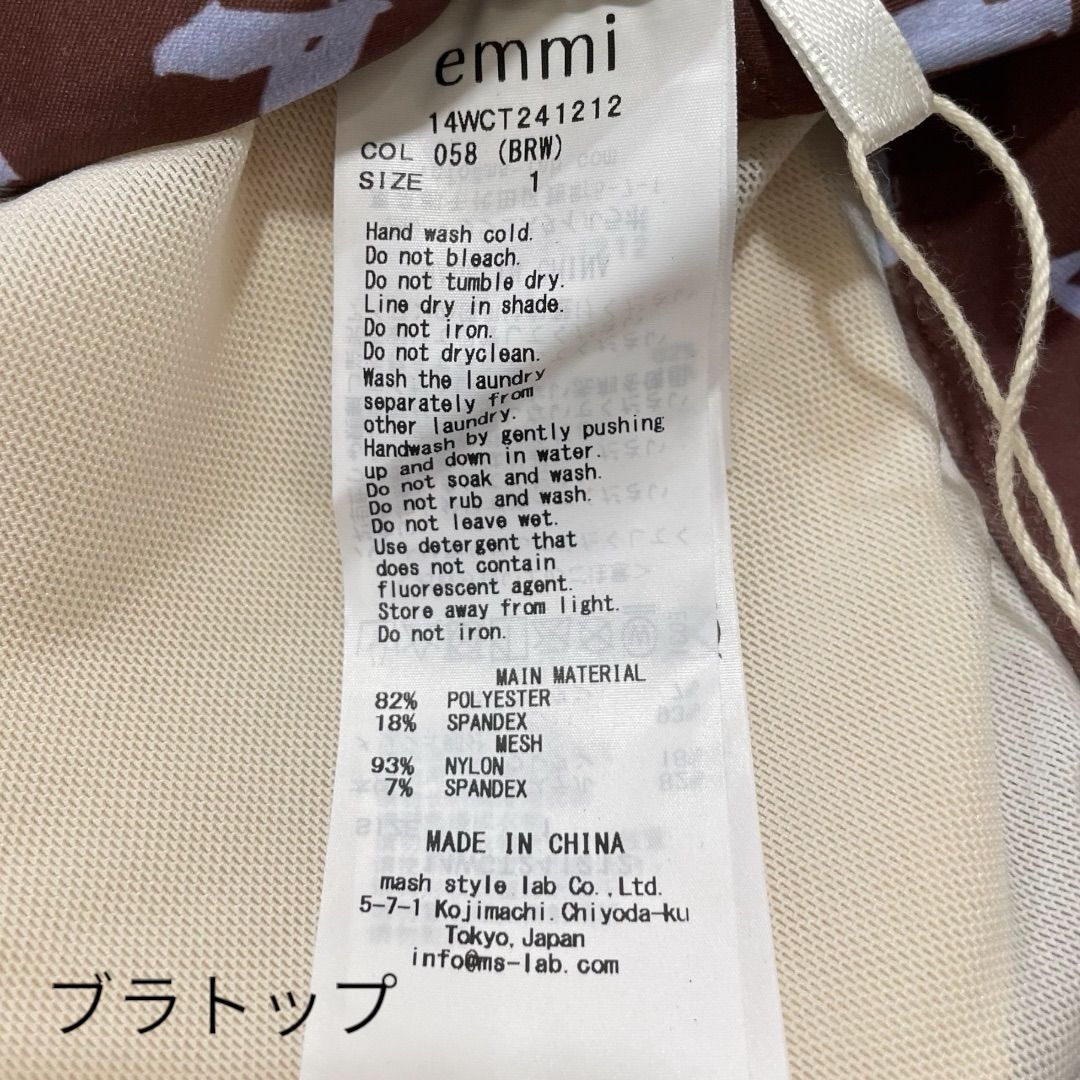 emmi
14WCT241212
COL 058 (BRW)
SIZE 1
Hand wash cold.
Do not bleach.
Do not tumble dry.
Line dry in shade.
Do not iron.
Do not dryclean.
Wash the laundry
separately from
other laundry.
Handwash by gently pushing
up and down in water.
Do not soak and wash.
Do not rub and wash.
Do not leave wet.
Use detergent that
does not contain
fluorescent agent.
Store away from light.
Do not iron.
MAIN MATERIAL
82% POLYESTER
18% SPANDEX
MESH
93% NYLON
7% SPANDEX
MADE IN CHINA
mash style lab Co.,Ltd.
5-7-1 Kojimachi.Chiyoda-ku
Tokyo,Japan
info@ms-lab.com
ブラトップ